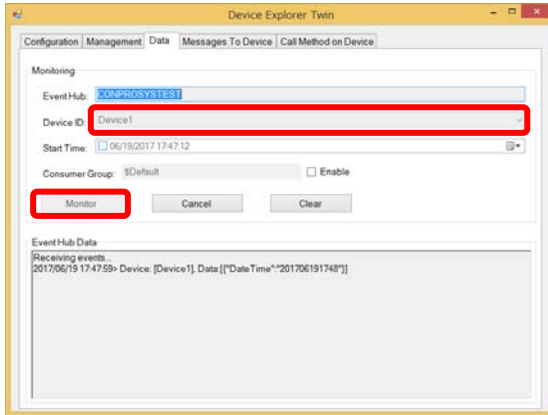 Device Explorer Twin
Configuration Management Data Messages To Device Call Method on Device
Monitoring
Event Hub: CONPROSYSTEST
Device ID: Device1
Start Time: 06/19/2017 17:47:12
Consumer Group: $Default Enable
Monitor Cancel Clear
Event Hub Data
Receiving events...
2017/06/19 17:47:59> Device: [Device1], Data:[{"DateTime":"201706191748"}]